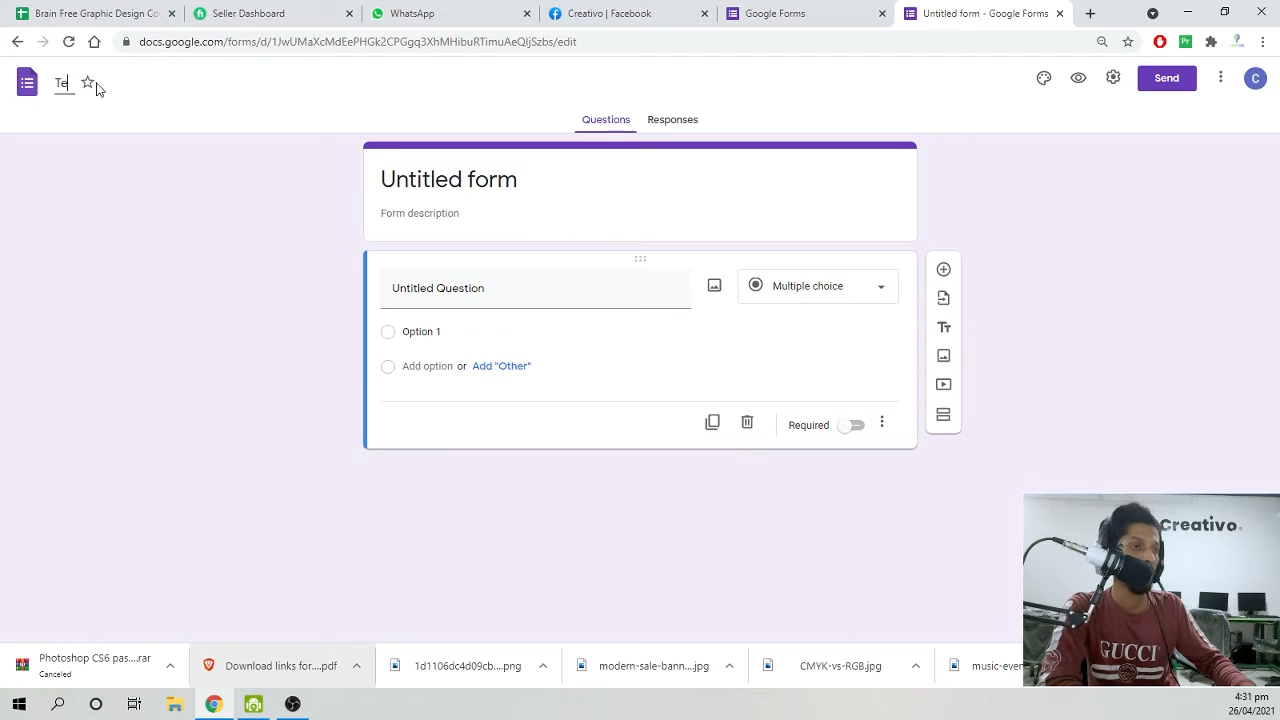 Brain Free Graphic Design Co
Seller Dashboard
WhatsApp
Creativo | Facebook
Google Forms
Untitled form - Google Forms
docs.google.com/forms/d/1JwUMaXcMdEePHGk2CPGgq3XhMHibuRTimuAeQIjSzbs/edit
Te
Send
C
Questions
Responses
Untitled form
Form description
Untitled Question
Multiple choice
Option 1
Add option or Add "Other"
Required
Creativo.
GUCCI
Photoshop CS6 pas....rar
Canceled
Download links for....pdf
1d1106dc4d09cb....png
modern-sale-bann....jpg
CMYK-vs-RGB.jpg
music-even
4:31 pm
26/04/2021